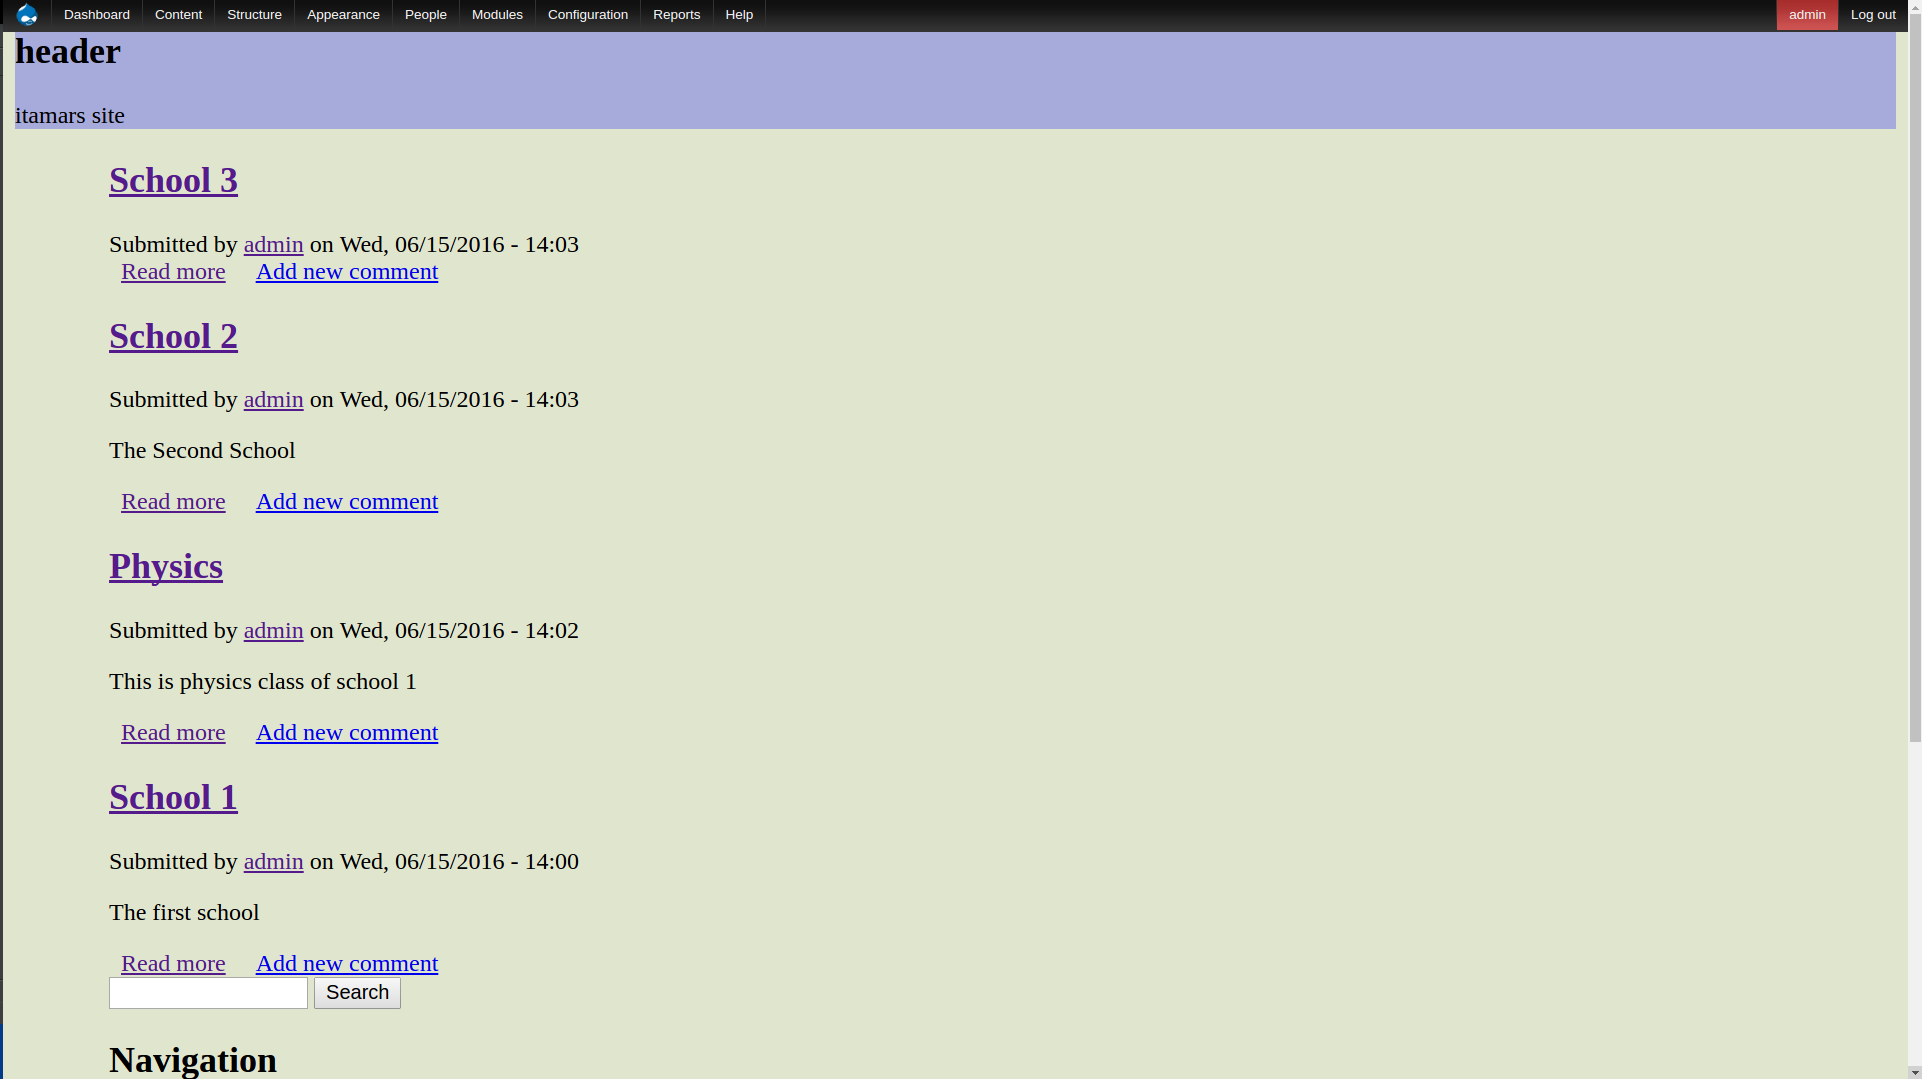 Dashboard Content Structure Appearance People Modules Configuration Reports Help admin Log out
header
itamars site
School 3
Submitted by admin on Wed, 06/15/2016 - 14:03
Read more Add new comment
School 2
Submitted by admin on Wed, 06/15/2016 - 14:03
The Second School
Read more Add new comment
Physics
Submitted by admin on Wed, 06/15/2016 - 14:02
This is physics class of school 1
Read more Add new comment
School 1
Submitted by admin on Wed, 06/15/2016 - 14:00
The first school
Read more Add new comment
Search
Navigation